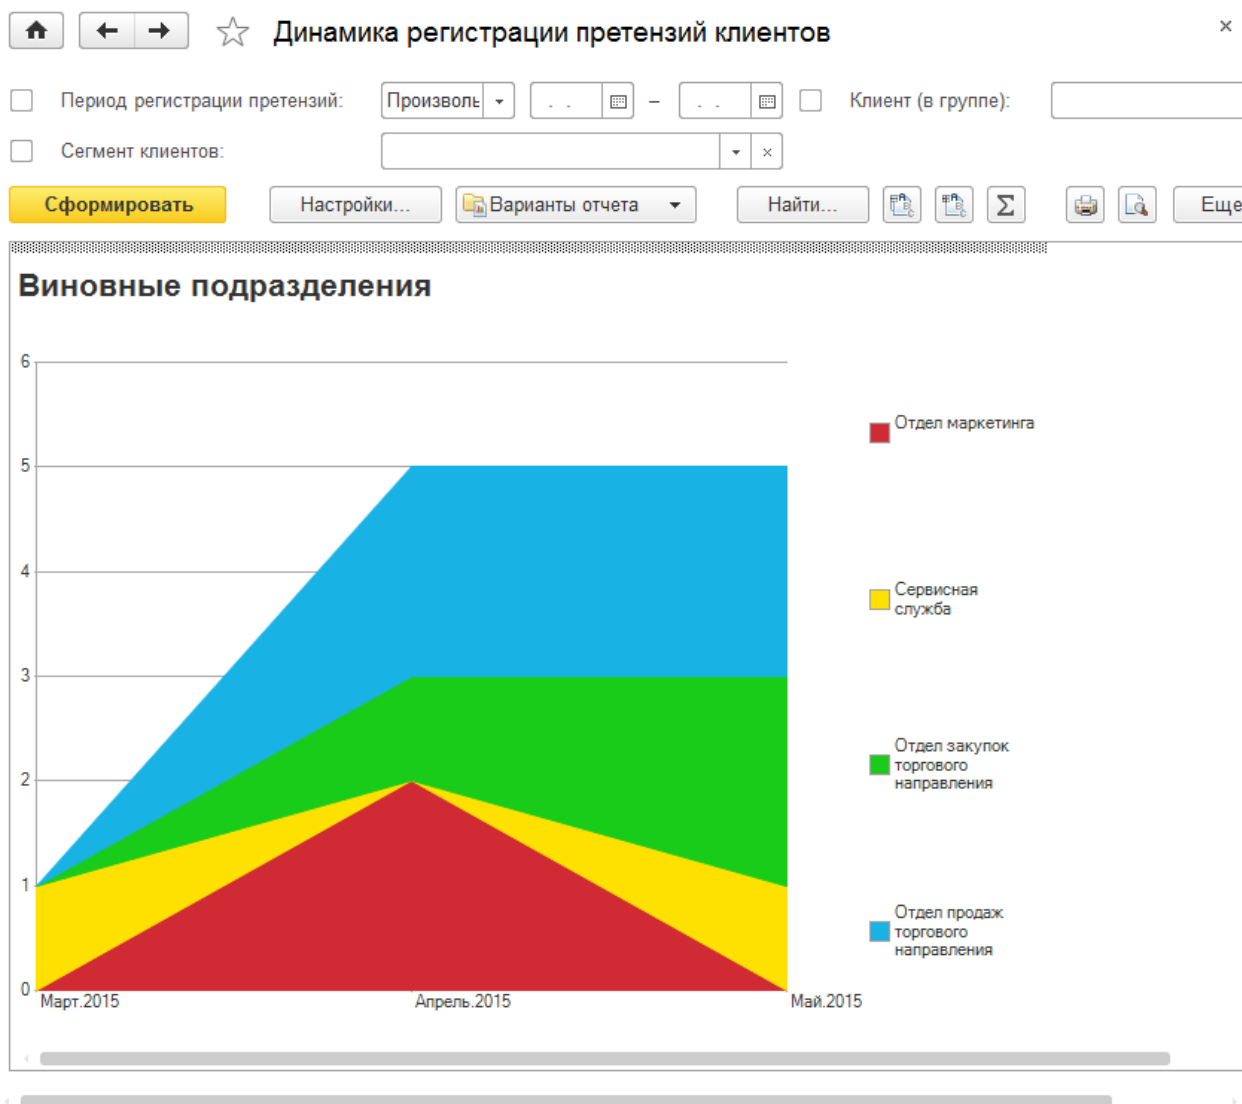 Динамика регистрации претензий клиентов
Период регистрации претензий: Произволь . . – . . Клиент (в группе):
Сегмент клиентов:
Сформировать Настройки... Варианты отчета Найти... Еще
Виновные подразделения
6
5
4
3
2
1
0
Март.2015 Апрель.2015 Май.2015
Отдел маркетинга
Сервисная
служба
Отдел закупок
торгового
направления
Отдел продаж
торгового
направления